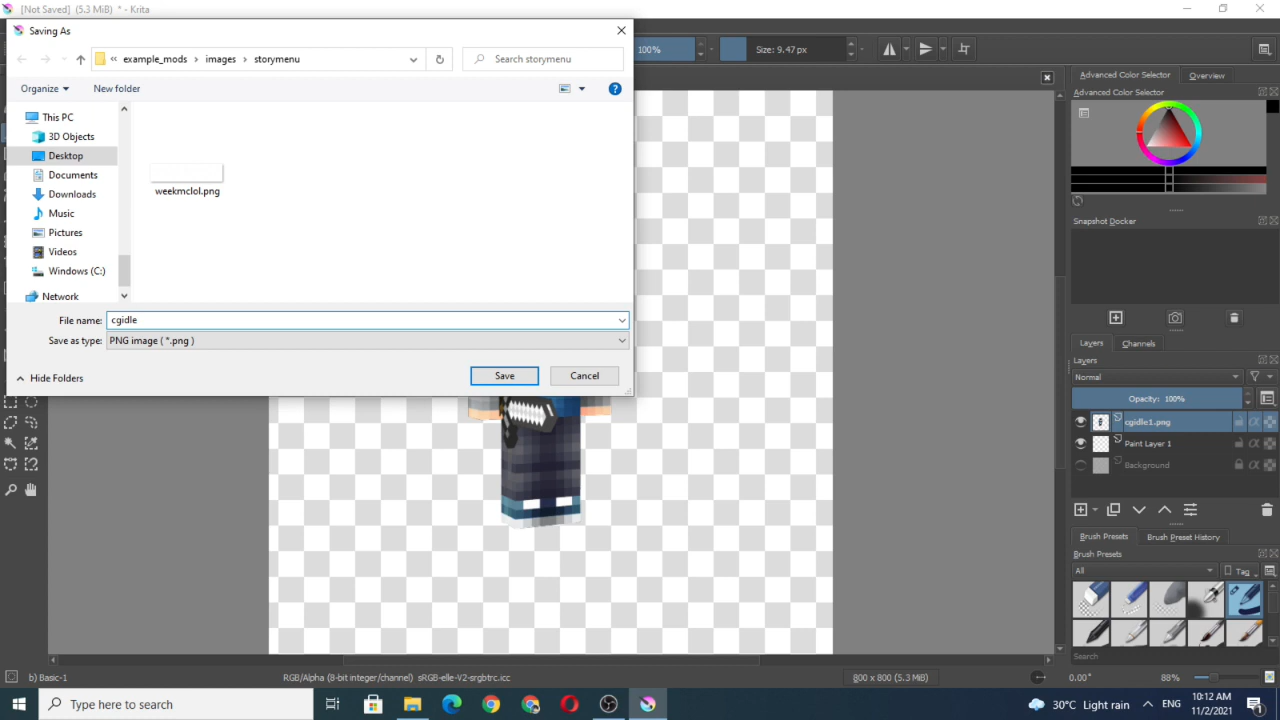 [Not Saved] (5.3 MiB) * - Krita
Saving As
100%
Size: 9.47 px
« example_mods › images › storymenu
Search storymenu
Organize
New folder
Advanced Color Selector
Overview
Advanced Color Selector
This PC
3D Objects
Desktop
Documents
Downloads
Music
Pictures
Videos
Windows (C:)
Network
weekmclol.png
Snapshot Docker
File name: cgidle
Save as type: PNG image ( *.png )
Hide Folders
Save
Cancel
Layers
Channels
Layers
Normal
Opacity: 100%
cgidle1.png
Paint Layer 1
Background
Brush Presets
Brush Preset History
Brush Presets
All
Tag
Search
b) Basic-1
RGB/Alpha (8-bit integer/channel) sRGB-elle-V2-srgbtrc.icc
800 x 800 (5.3 MiB)
0.00°
88%
Type here to search
30°C Light rain
ENG
10:12 AM
11/2/2021
1